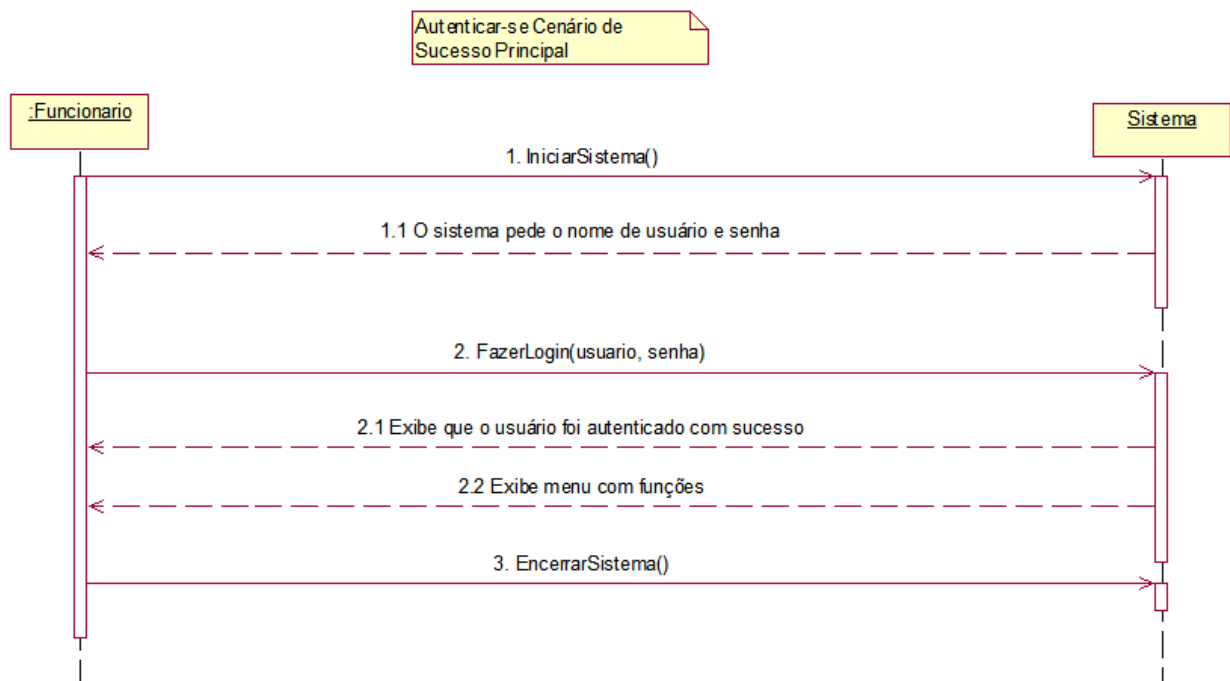 Autenticar-se Cenário de
Sucesso Principal
:Funcionario
Sistema
1. IniciarSistema()
1.1 O sistema pede o nome de usuário e senha
2. FazerLogin(usuario, senha)
2.1 Exibe que o usuário foi autenticado com sucesso
2.2 Exibe menu com funções
3. EncerrarSistema()